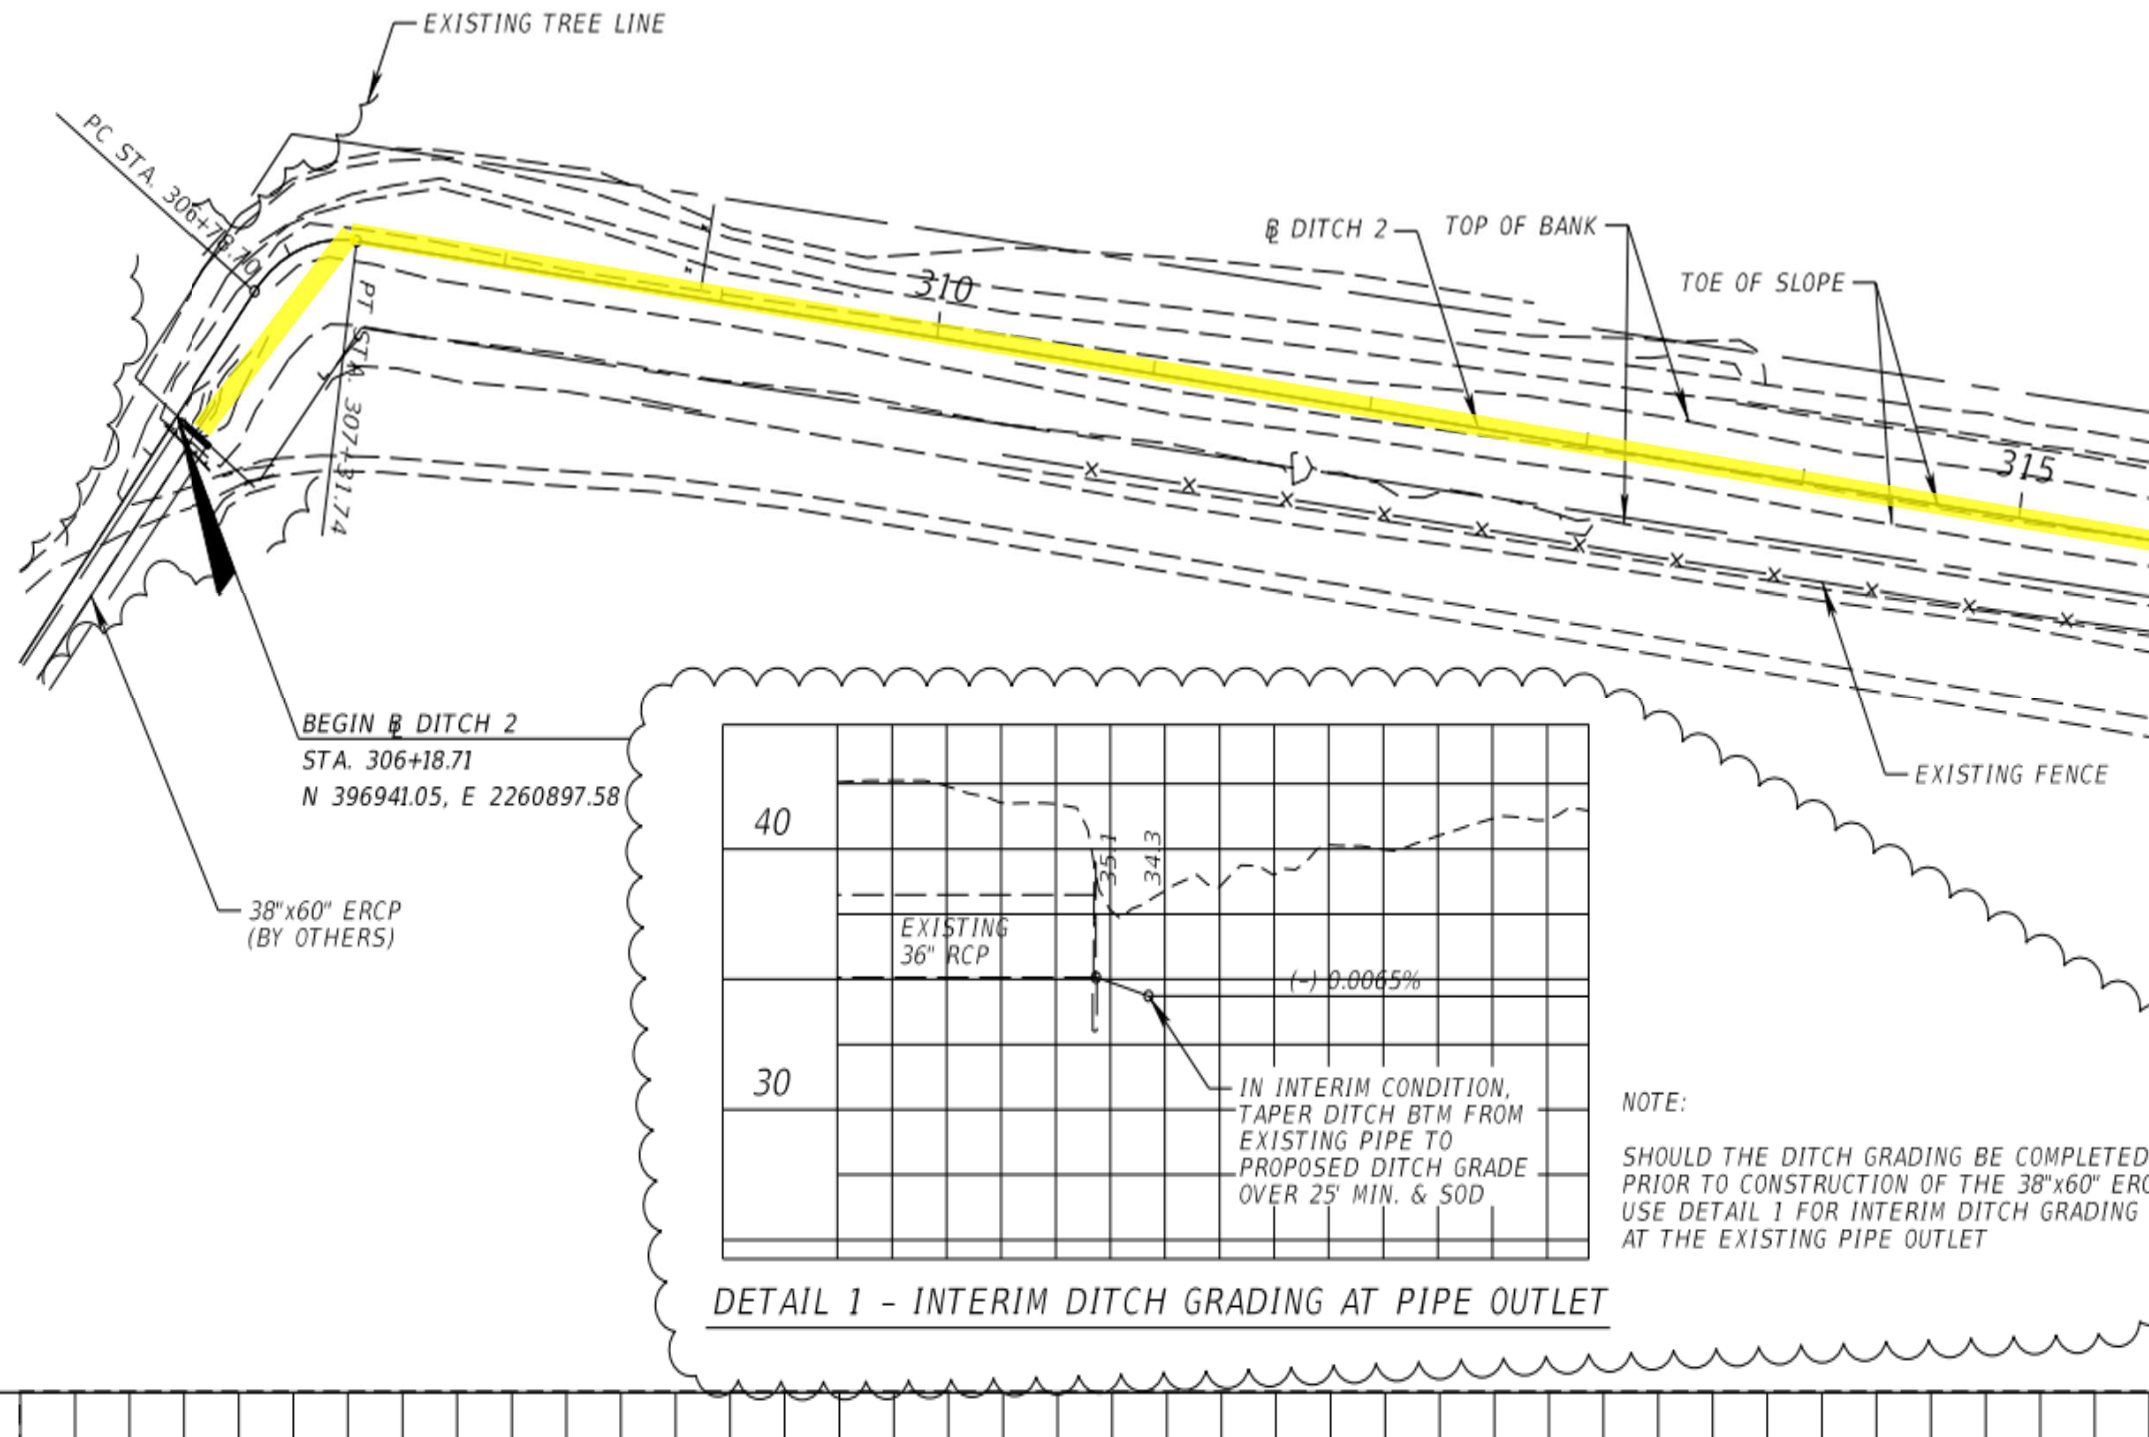 EXISTING TREE LINE
PC STA. 306+78.70
PT STA. 307+31.74
310
℄ DITCH 2
TOP OF BANK
TOE OF SLOPE
315
EXISTING FENCE
BEGIN ℄ DITCH 2
STA. 306+18.71
N 396941.05, E 2260897.58
38"x60" ERCP
(BY OTHERS)
40
35.1
34.3
EXISTING
36" RCP
(-) 0.0065%
30
IN INTERIM CONDITION,
TAPER DITCH BTM FROM
EXISTING PIPE TO
PROPOSED DITCH GRADE
OVER 25' MIN. & SOD
NOTE:
SHOULD THE DITCH GRADING BE COMPLETED
PRIOR TO CONSTRUCTION OF THE 38"x60" ERC
USE DETAIL 1 FOR INTERIM DITCH GRADING
AT THE EXISTING PIPE OUTLET
DETAIL 1 - INTERIM DITCH GRADING AT PIPE OUTLET